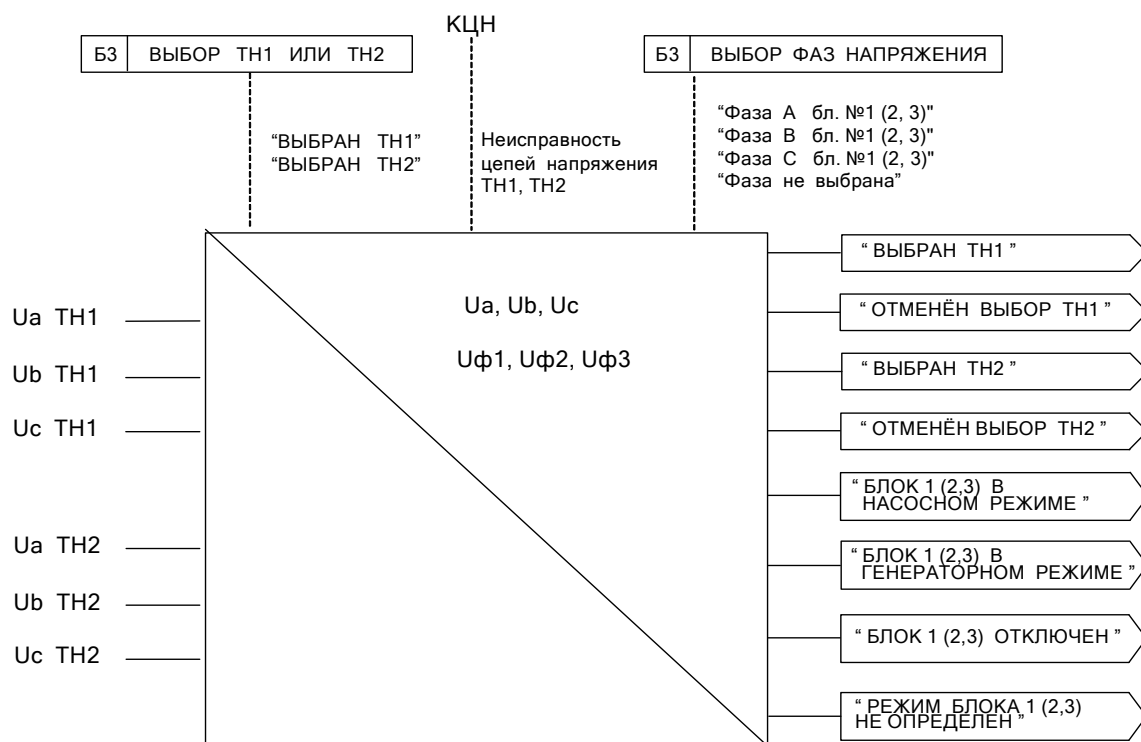 КЦН
Б3 ВЫБОР ТН1 ИЛИ ТН2
Б3 ВЫБОР ФАЗ НАПРЯЖЕНИЯ
“ВЫБРАН ТН1”
“ВЫБРАН ТН2”
Неисправность
цепей напряжения
ТН1, ТН2
“Фаза А бл. №1 (2, 3)"
“Фаза В бл. №1 (2, 3)"
“Фаза С бл. №1 (2, 3)"
“Фаза не выбрана”
Ua ТН1
Ub ТН1
Uc ТН1
Ua ТН2
Ub ТН2
Uc ТН2
Ua, Ub, Uc
Uф1, Uф2, Uф3
“ ВЫБРАН ТН1 ”
“ ОТМЕНЁН ВЫБОР ТН1 ”
“ ВЫБРАН ТН2 ”
“ ОТМЕНЁН ВЫБОР ТН2 ”
“ БЛОК 1 (2,3) В
НАСОСНОМ РЕЖИМЕ ”
“ БЛОК 1 (2,3) В
ГЕНЕРАТОРНОМ РЕЖИМЕ ”
“ БЛОК 1 (2,3) ОТКЛЮЧЕН ”
“ РЕЖИМ БЛОКА 1 (2,3)
НЕ ОПРЕДЕЛЕН ”